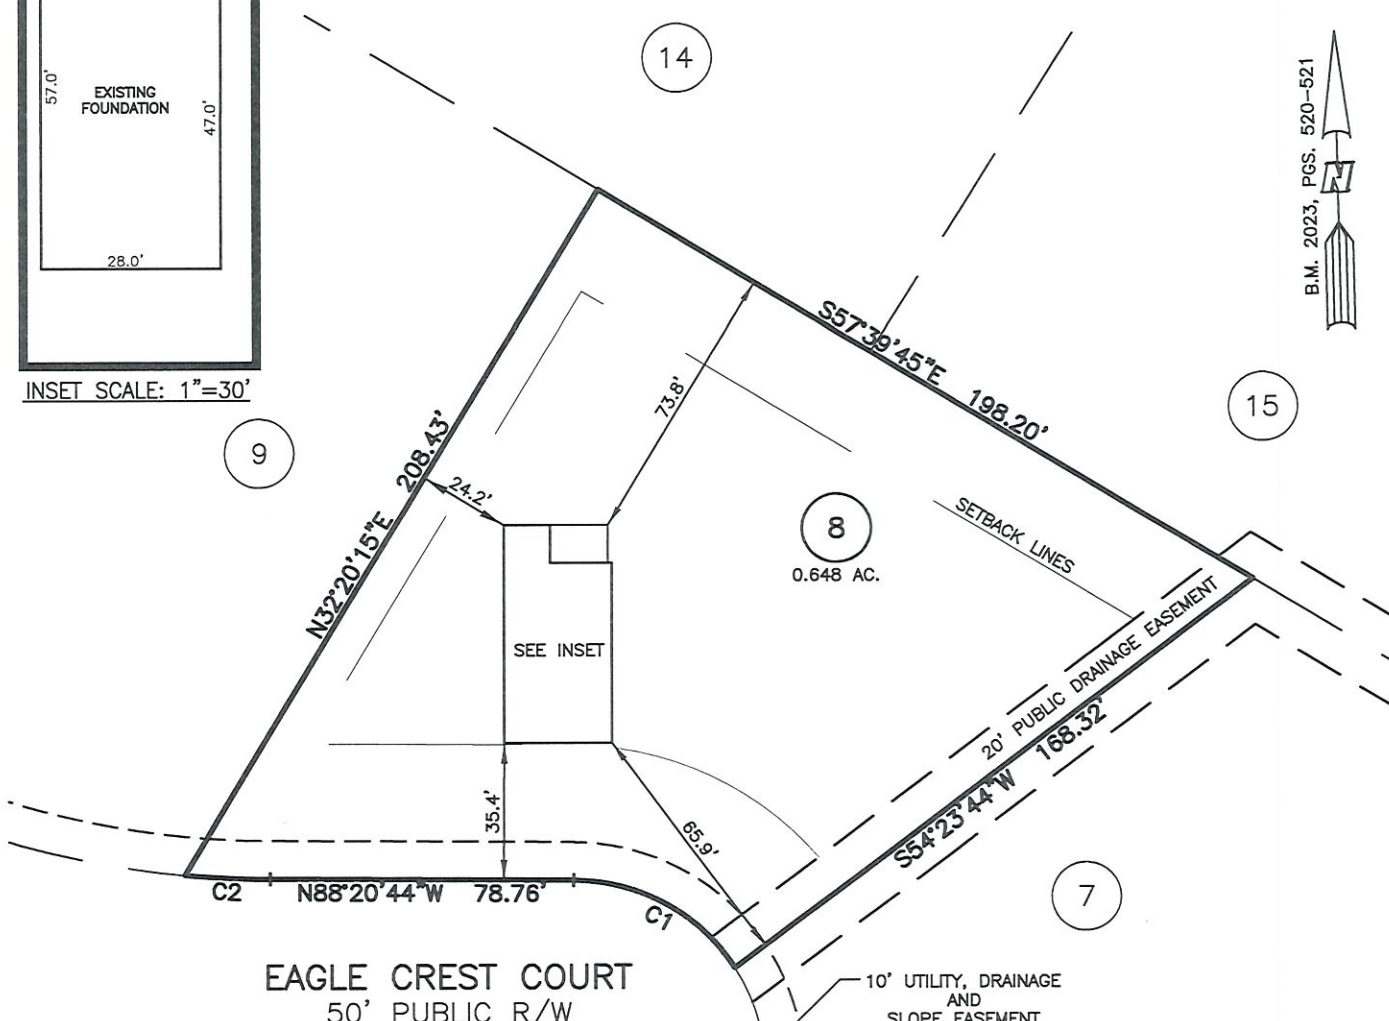 14
57.0'
EXISTING
FOUNDATION
47.0'
28.0'
INSET SCALE: 1"=30'
B.M. 2023, PGS. 520-521
N
S57°39'45"E 198.20'
15
9
N32°20'15"E 208.43'
24.2'
73.8'
8
0.648 AC.
SETBACK LINES
SEE INSET
20' PUBLIC DRAINAGE EASEMENT
S54°23'44"W 168.32'
35.4'
65.9'
7
C2
N88°20'44"W 78.76'
C1
EAGLE CREST COURT
50' PUBLIC R/W
10' UTILITY, DRAINAGE
AND
SLOPE EASEMENT